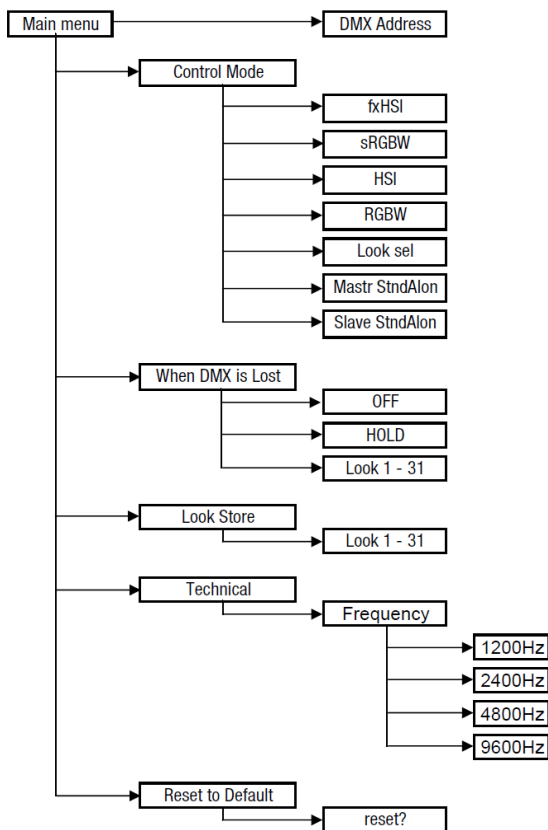 Main menu
DMX Address
Control Mode
fxHSI
sRGBW
HSI
RGBW
Look sel
Mastr StndAlon
Slave StndAlon
When DMX is Lost
OFF
HOLD
Look 1 - 31
Look Store
Look 1 - 31
Technical
Frequency
1200Hz
2400Hz
4800Hz
9600Hz
Reset to Default
reset?